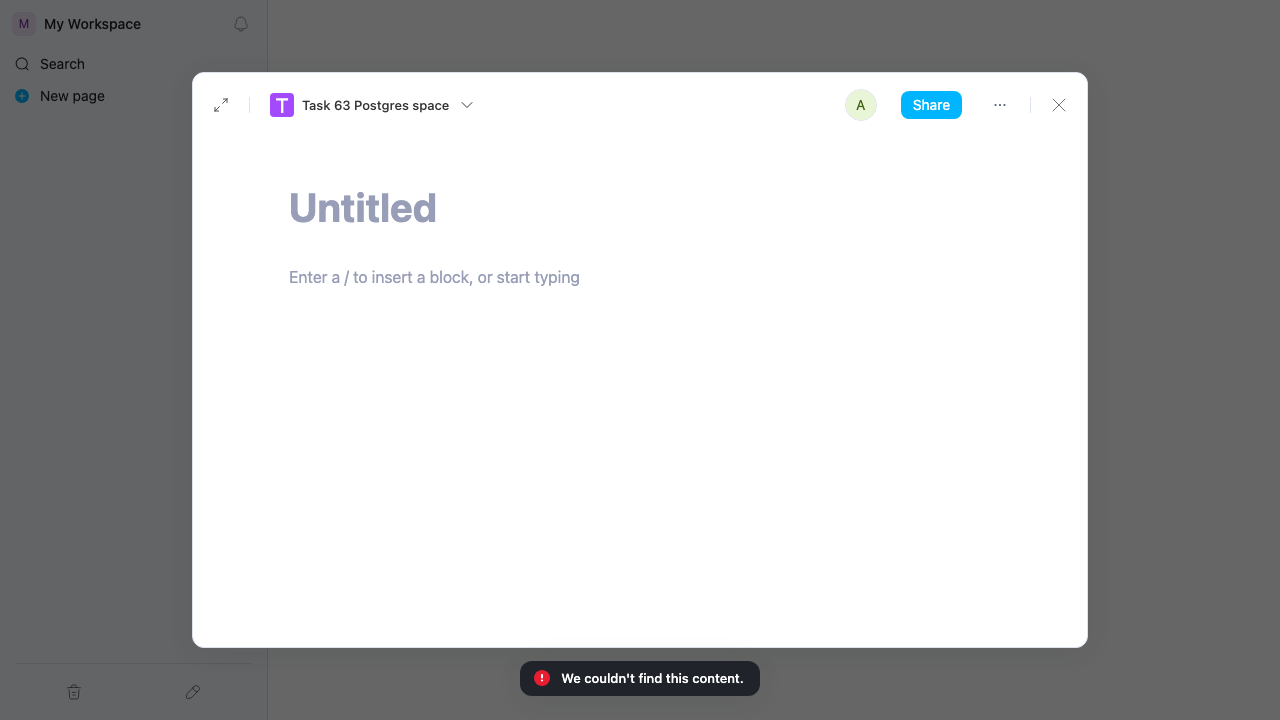 M My Workspace
Search
New page
T Task 63 Postgres space
A
Share
Untitled
Enter a / to insert a block, or start typing
We couldn't find this content.